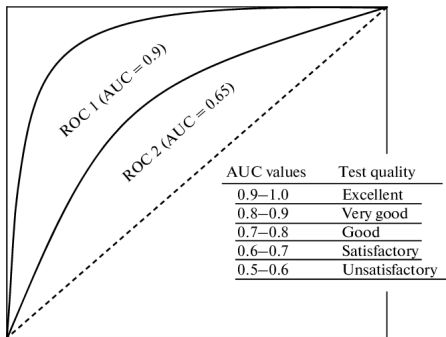 ROC 1 (AUC = 0.9)
ROC 2 (AUC = 0.65)
AUC values Test quality
0.9–1.0 Excellent
0.8–0.9 Very good
0.7–0.8 Good
0.6–0.7 Satisfactory
0.5–0.6 Unsatisfactory